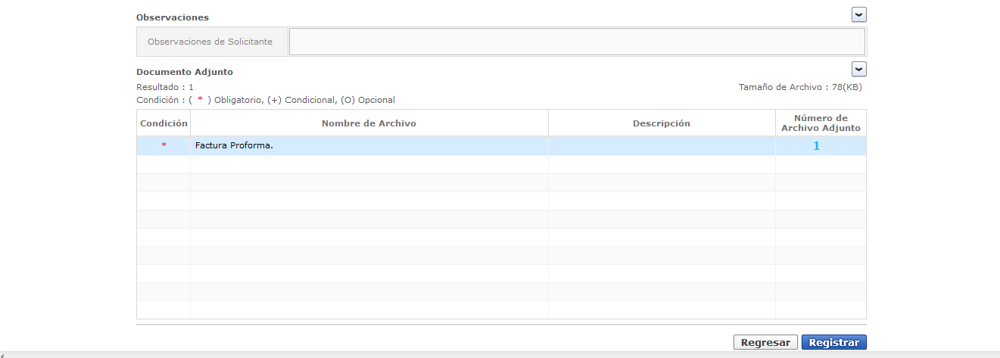 Observaciones
Observaciones de Solicitante
Documento Adjunto
Resultado : 1
Tamaño de Archivo : 78(KB)
Condición : ( * ) Obligatorio, (+) Condicional, (O) Opcional
Condición
Nombre de Archivo
Descripción
Número de
Archivo Adjunto
*
Factura Proforma.
1
Regresar
Registrar